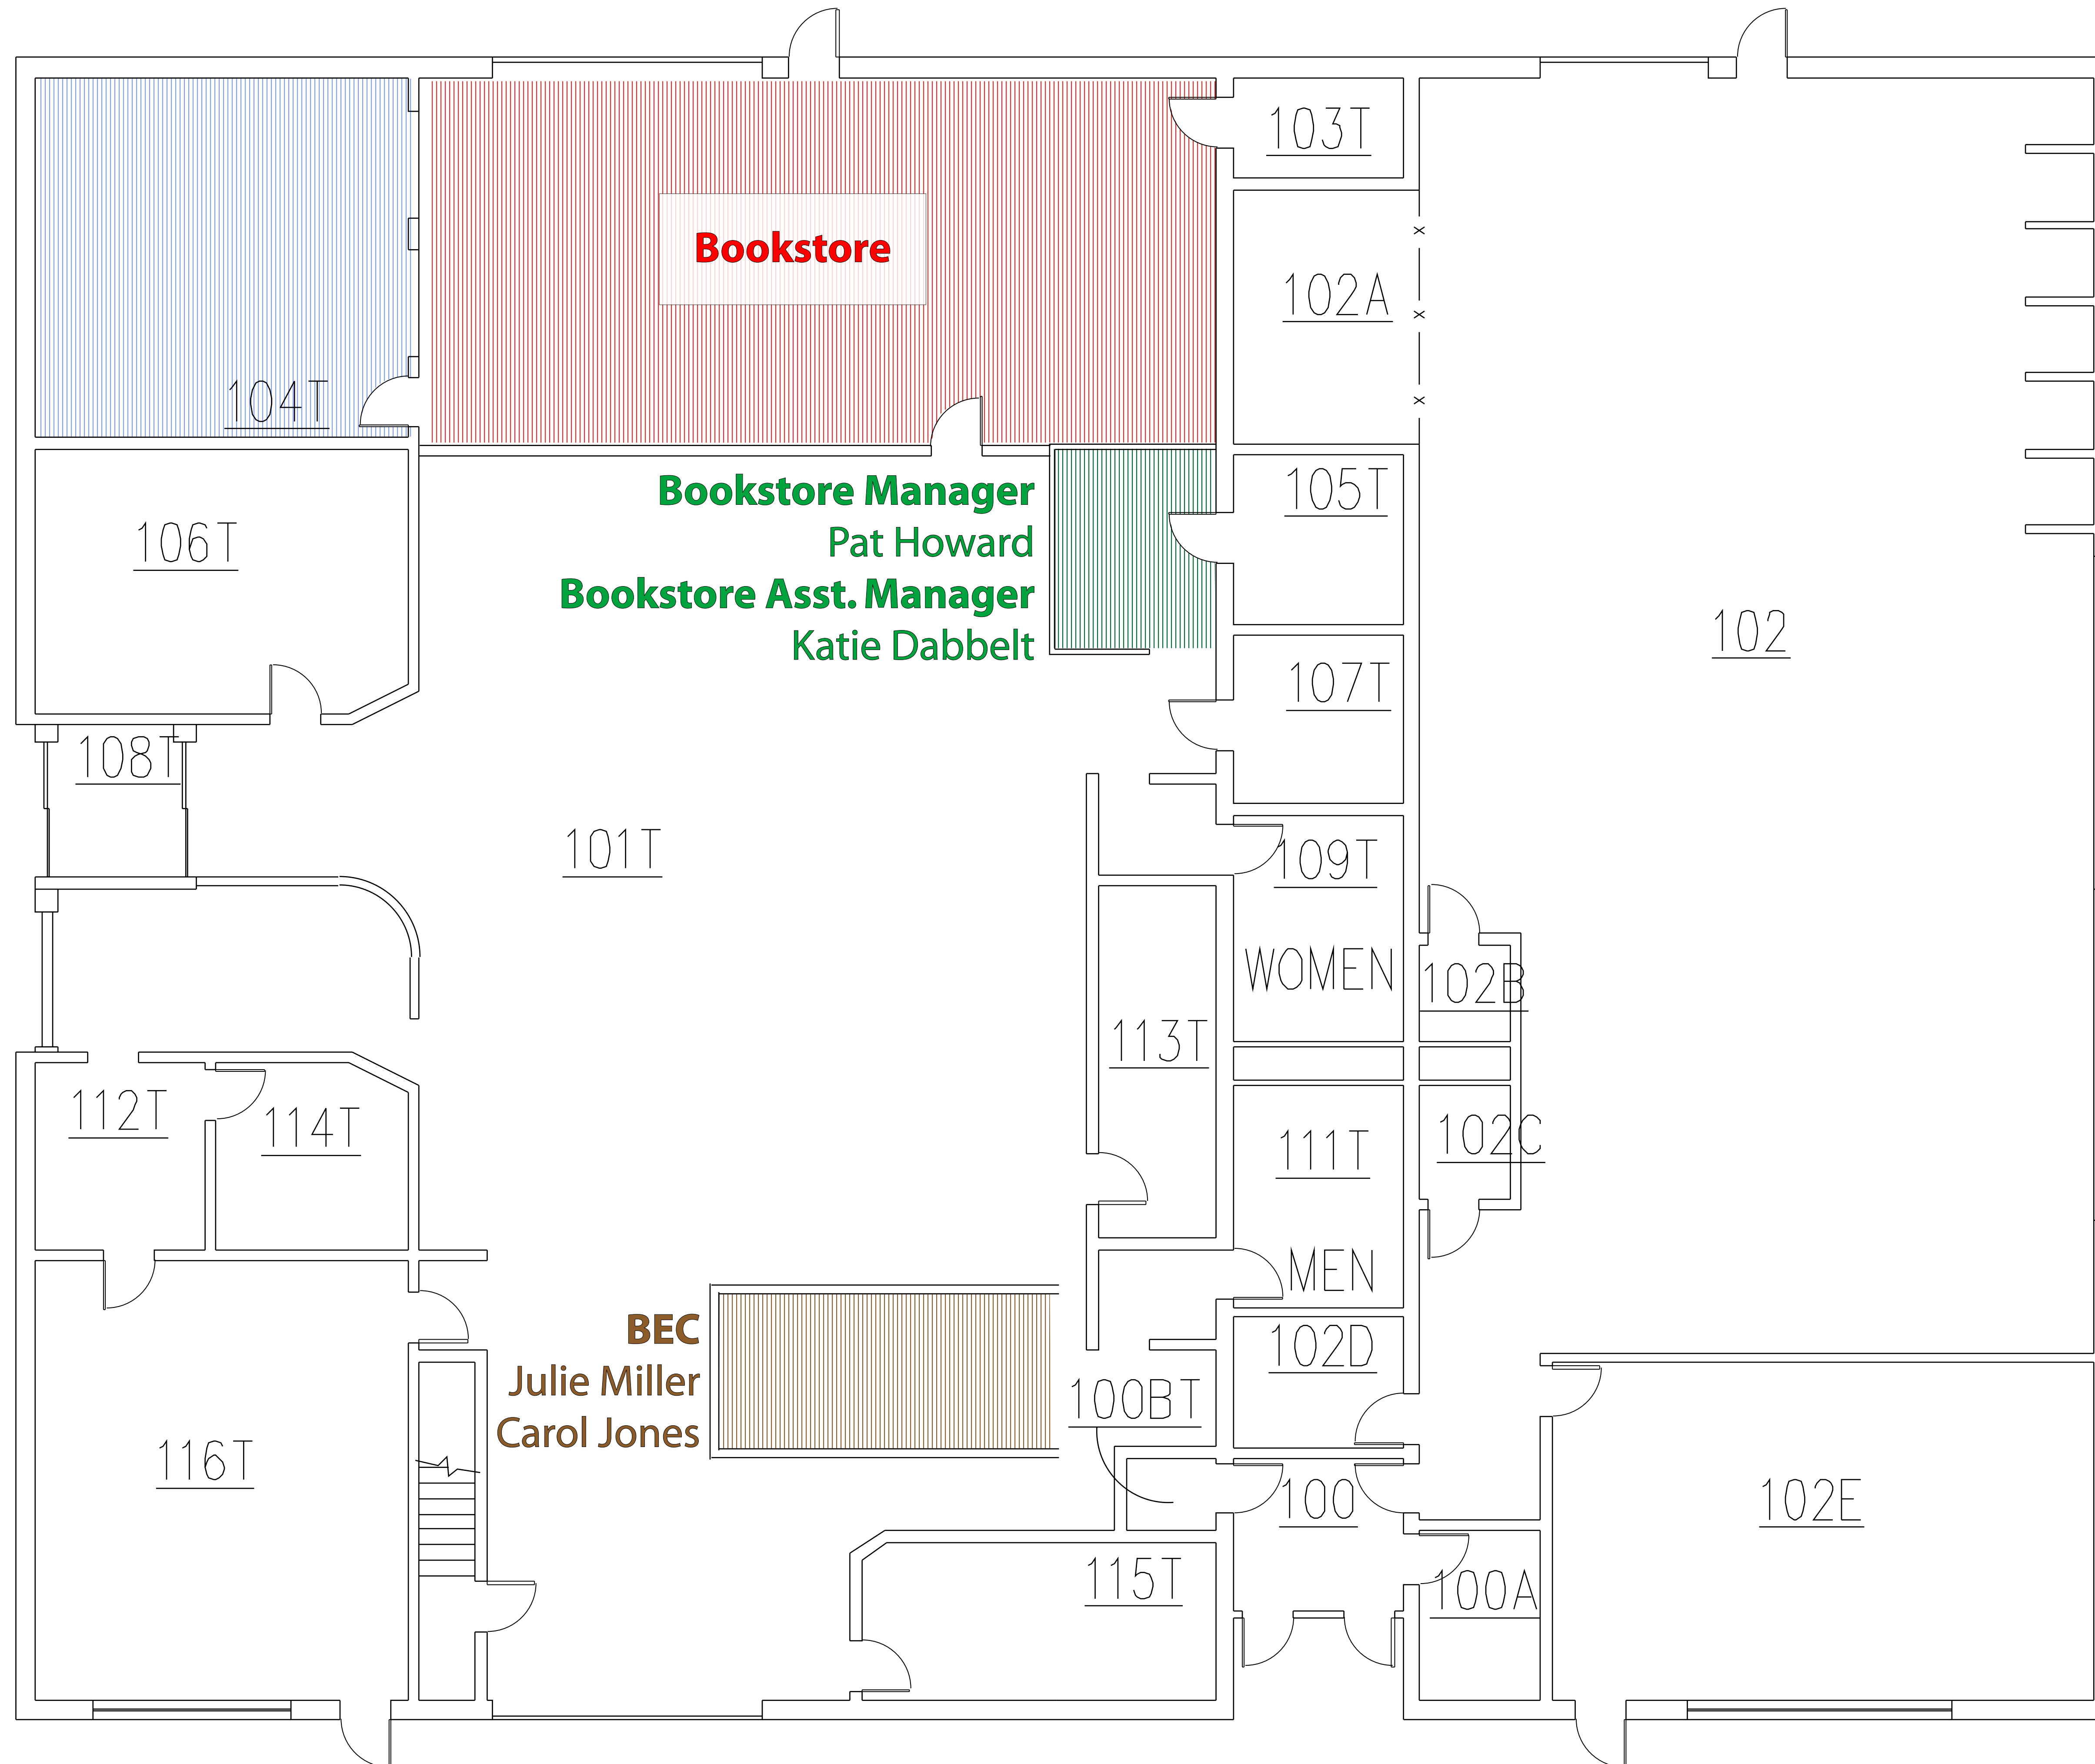 103T
Bookstore
102A
104T
Bookstore Manager
105T
Pat Howard
106T
Bookstore Asst. Manager
Katie Dabbelt
102
107T
108T
101T
109T
WOMEN
102B
113T
112T
114T
102C
111T
MEN
BEC
102D
Julie Miller
100BT
Carol Jones
116T
100
102E
115T
100A